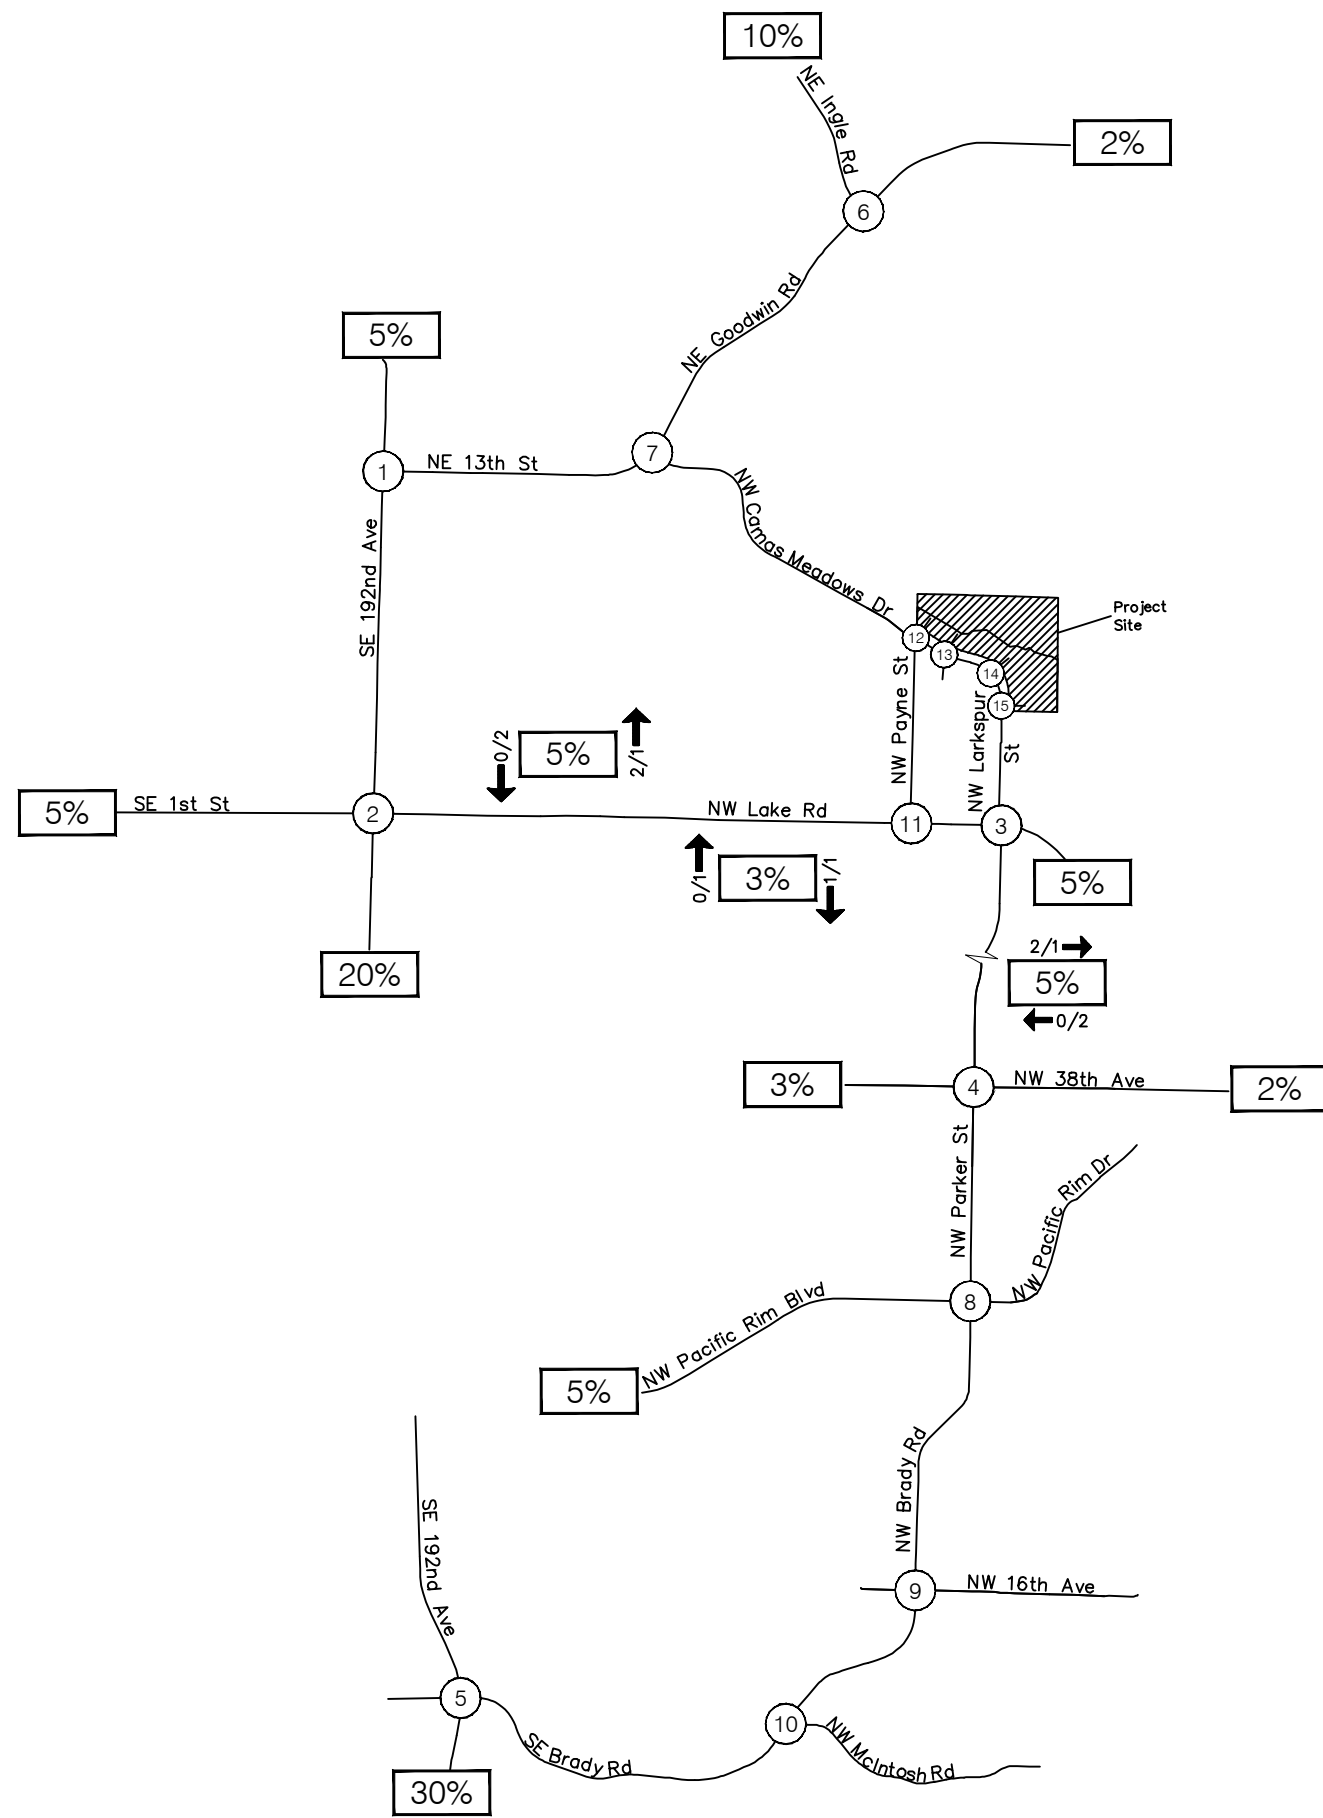 10%
NE Ingle Rd
2%
6
NE Goodwin Rd
5%
7
1
NE 13th St
SE 192nd Ave
NW Camas Meadows Dr
Project
Site
12
13
14
15
NW Payne St
NW Larkspur
St
0/2
5%
2/1
5%
SE 1st St
2
NW Lake Rd
11
3
0/1
3%
1/1
5%
20%
2/1
5%
0/2
3%
4
NW 38th Ave
2%
NW Parker St
NW Pacific Rim Dr
8
NW Pacific Rim Blvd
5%
NW Brady Rd
SE 192nd Ave
9
NW 16th Ave
5
10
SE Brady Rd
NW McIntosh Rd
30%